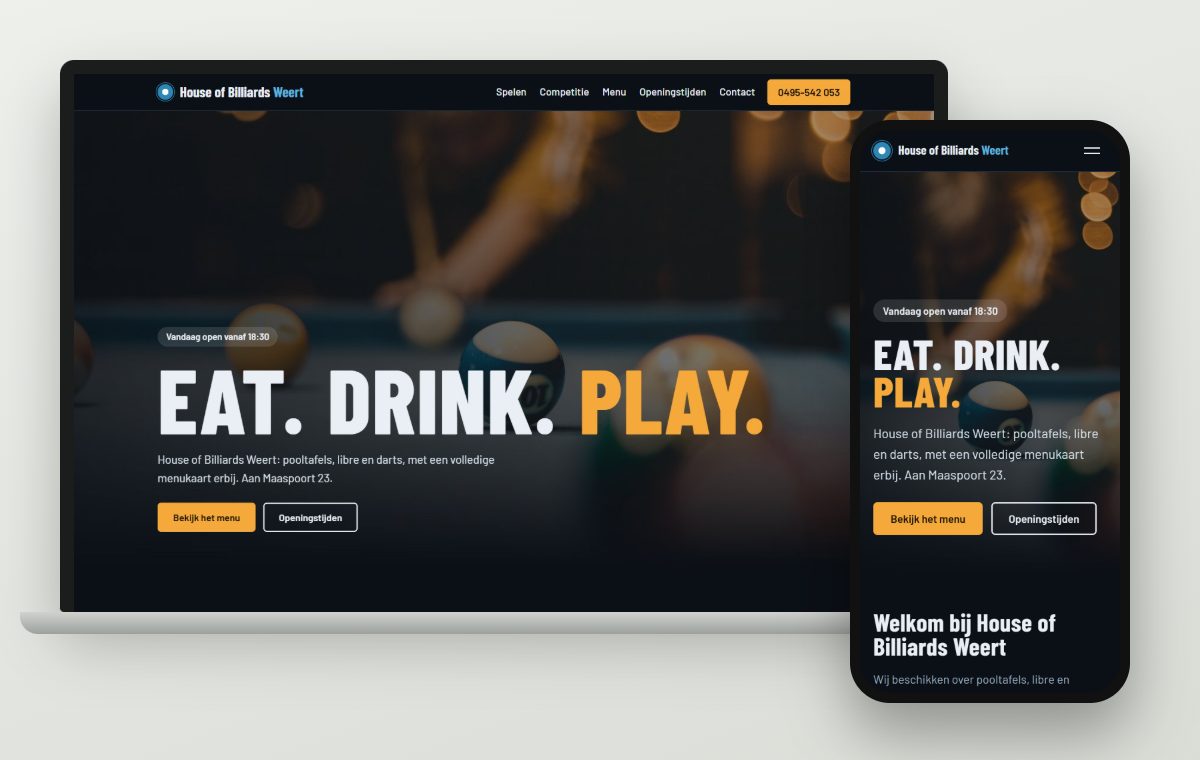 House of Billiards Weert
Spelen Competitie Menu Openingstijden Contact 0495-542 053
Vandaag open vanaf 18:30
EAT. DRINK. PLAY.
House of Billiards Weert: pooltafels, libre en darts, met een volledige
menukaart erbij. Aan Maaspoort 23.
Bekijk het menu Openingstijden
House of Billiards Weert
Vandaag open vanaf 18:30
EAT. DRINK.
PLAY.
House of Billiards Weert: pooltafels, libre
en darts, met een volledige menukaart
erbij. Aan Maaspoort 23.
Bekijk het menu Openingstijden
Welkom bij House of
Billiards Weert
Wij beschikken over pooltafels, libre en